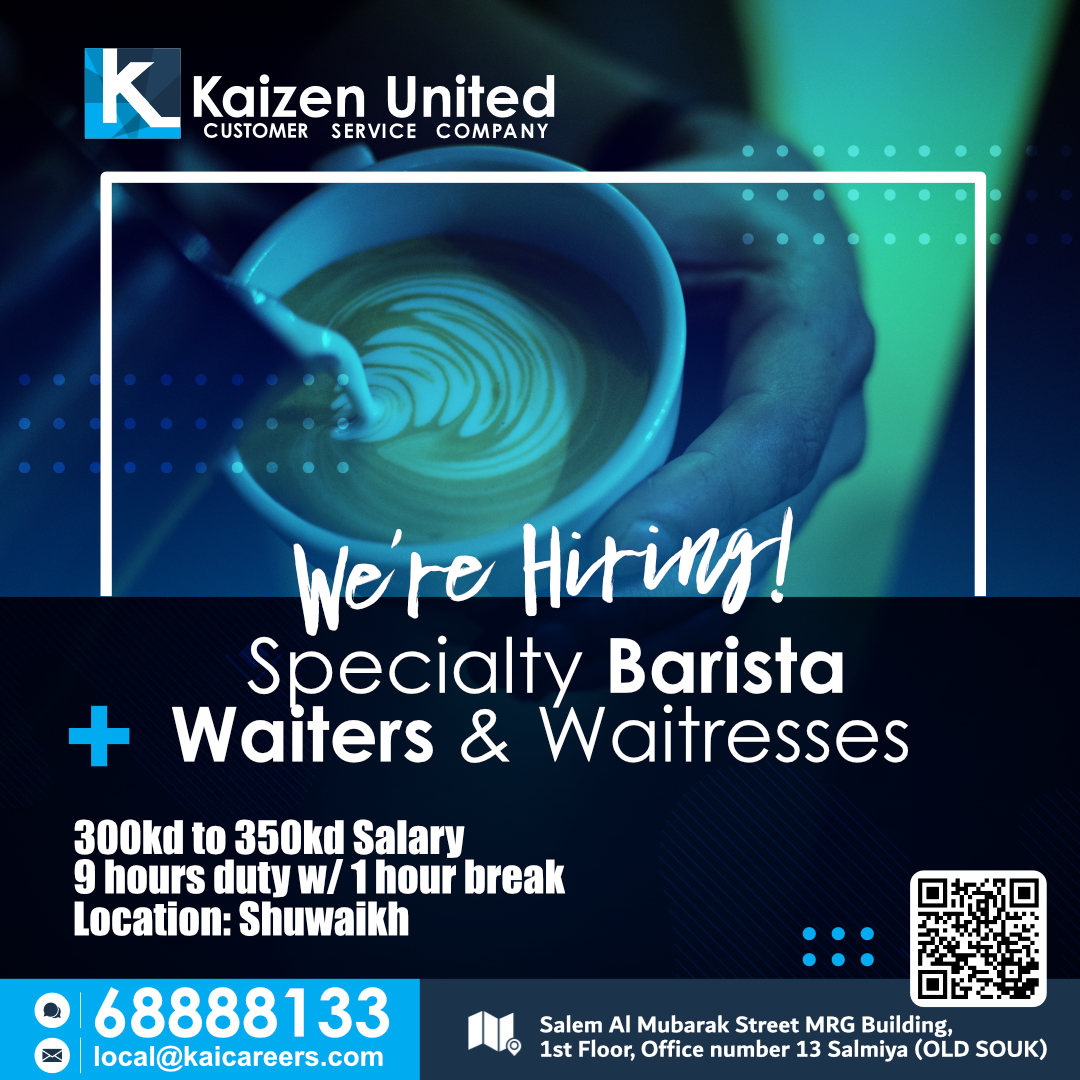 K
Kaizen United
CUSTOMER SERVICE COMPANY
We're Hiring!
Specialty Barista
+ Waiters & Waitresses
300kd to 350kd Salary
9 hours duty w/ 1 hour break
Location: Shuwaikh
68888133
local@kaicareers.com
Salem Al Mubarak Street MRG Building,
1st Floor, Office number 13 Salmiya (OLD SOUK)